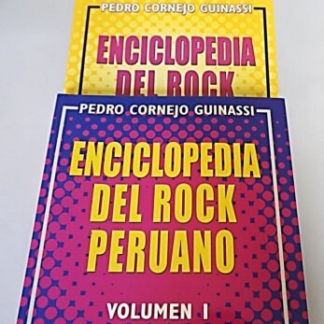 PEDRO CORNEJO GUINASSI
ENCICLOPEDIA
DEL ROCK
PEDRO CORNEJO GUINASSI
ENCICLOPEDIA
DEL ROCK
PERUANO
VOLUMEN I